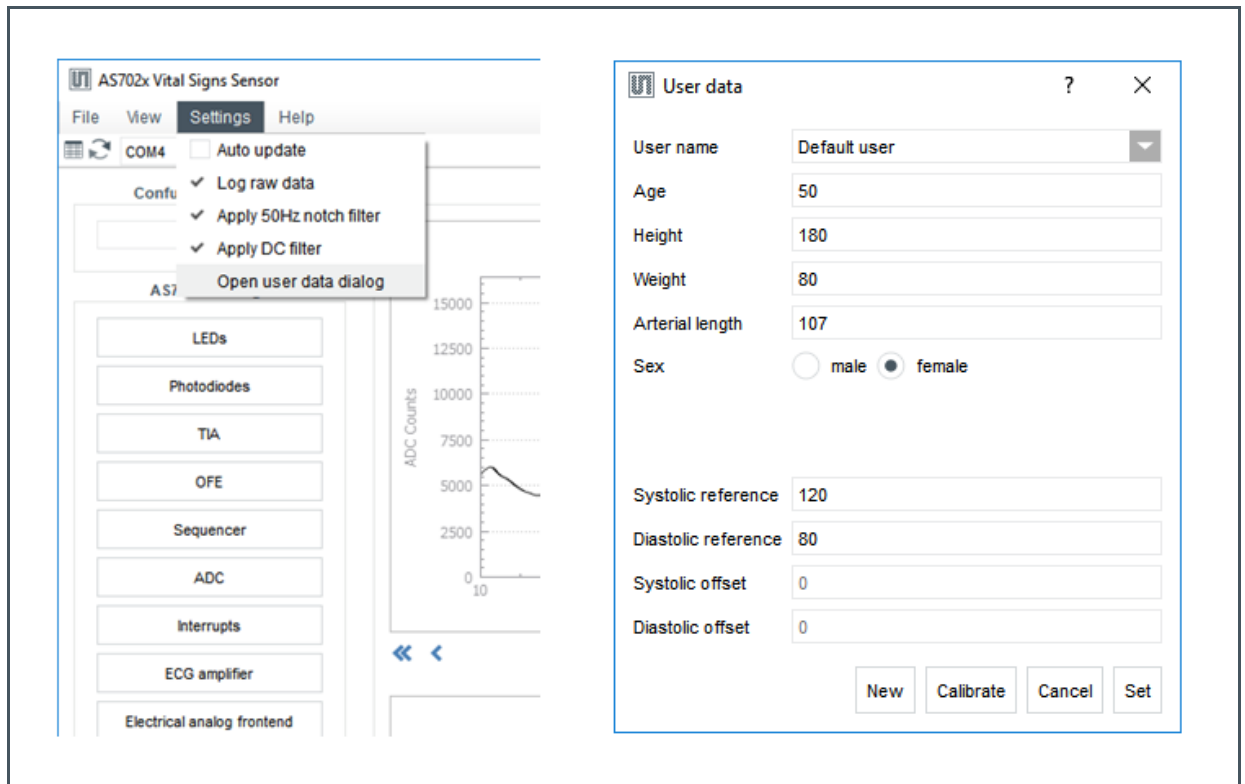 AS702x Vital Signs Sensor
File View Settings Help
COM4
Auto update
Log raw data
Apply 50Hz notch filter
Apply DC filter
Open user data dialog
LEDs
Photodiodes
TIA
OFE
Sequencer
ADC
Interrupts
ECG amplifier
Electrical analog frontend
ADC Counts
15000
12500
10000
7500
5000
2500
0
10
User data
User name Default user
Age 50
Height 180
Weight 80
Arterial length 107
Sex male female
Systolic reference 120
Diastolic reference 80
Systolic offset 0
Diastolic offset 0
New Calibrate Cancel Set